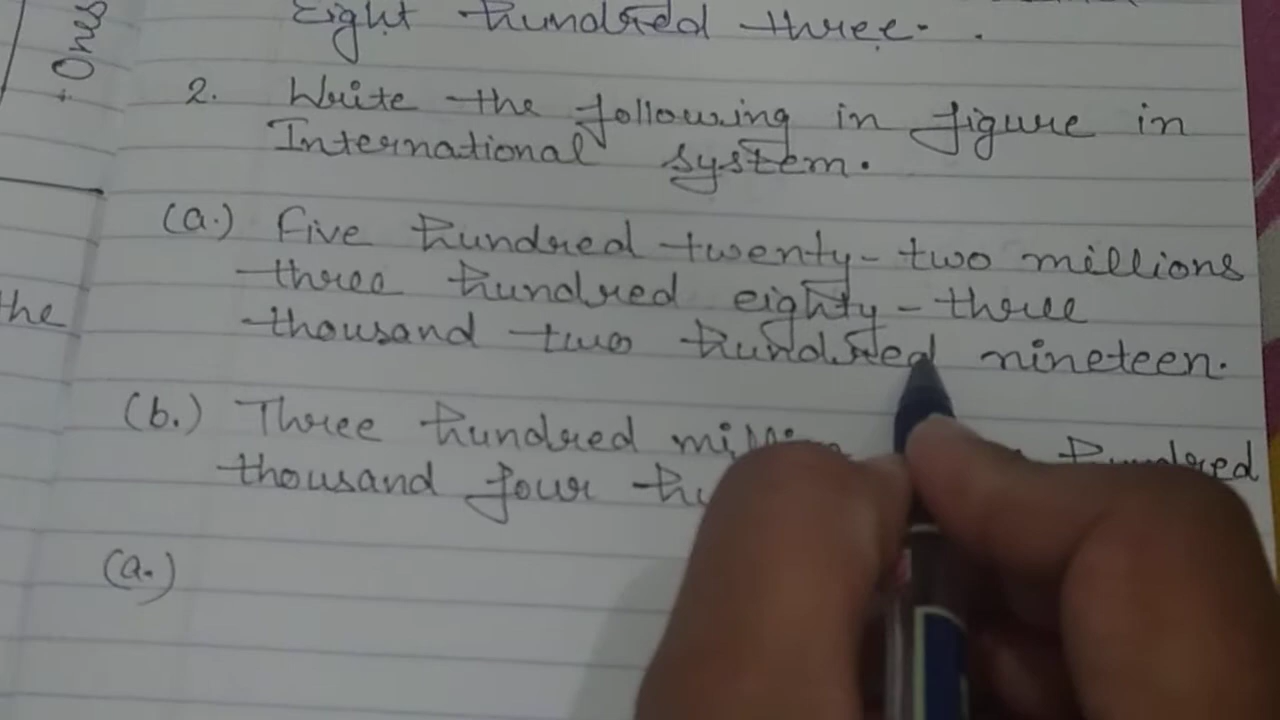 Eight hundred three.
: Ones
2. Write the following in figure in
International system.
(a.) Five hundred twenty-two millions
three hundred eighty-three
the
thousand two hundred nineteen.
(b.) Three hundred hundred
thousand four
(a.)